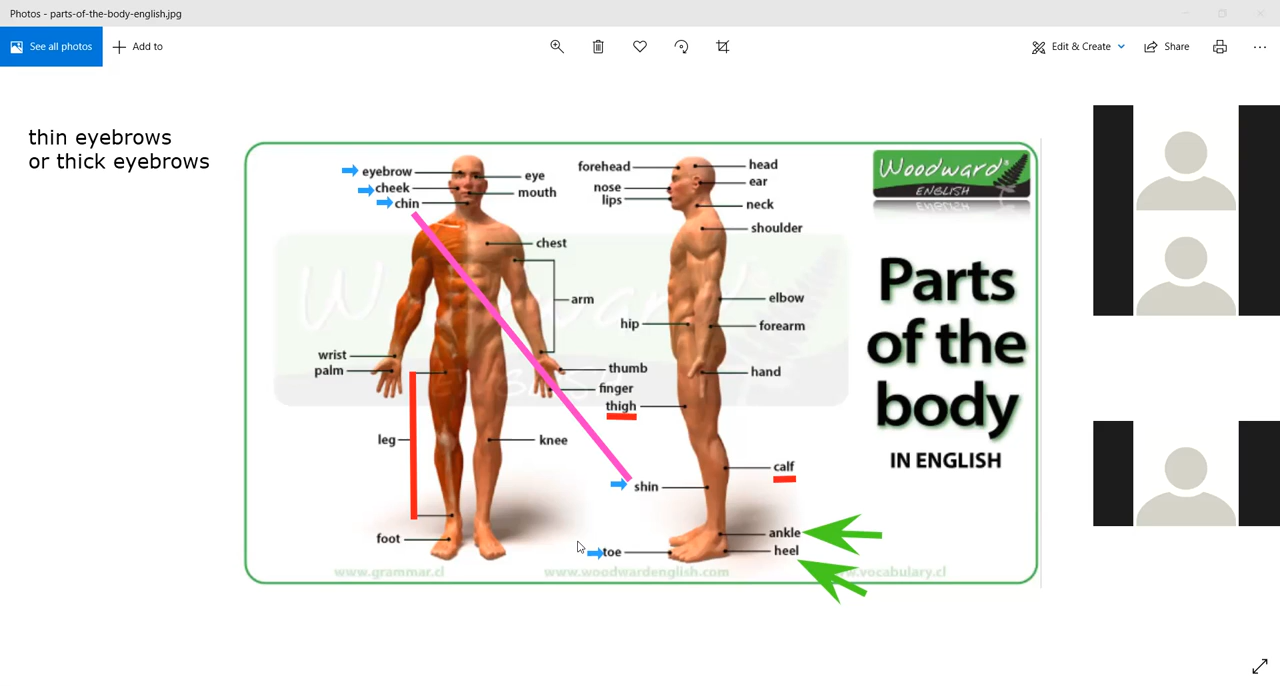 Photos - parts-of-the-body-english.jpg
See all photos
Add to
Edit & Create
Share
thin eyebrows
or thick eyebrows
eyebrow
cheek
chin
eye
mouth
chest
arm
wrist
palm
thumb
finger
leg
knee
foot
forehead
nose
lips
head
ear
neck
shoulder
elbow
hip
forearm
hand
thigh
calf
shin
ankle
toe
heel
Woodward®
ENGLISH
Parts
of the
body
IN ENGLISH
www.grammar.cl
www.woodwardenglish.com
www.vocabulary.cl